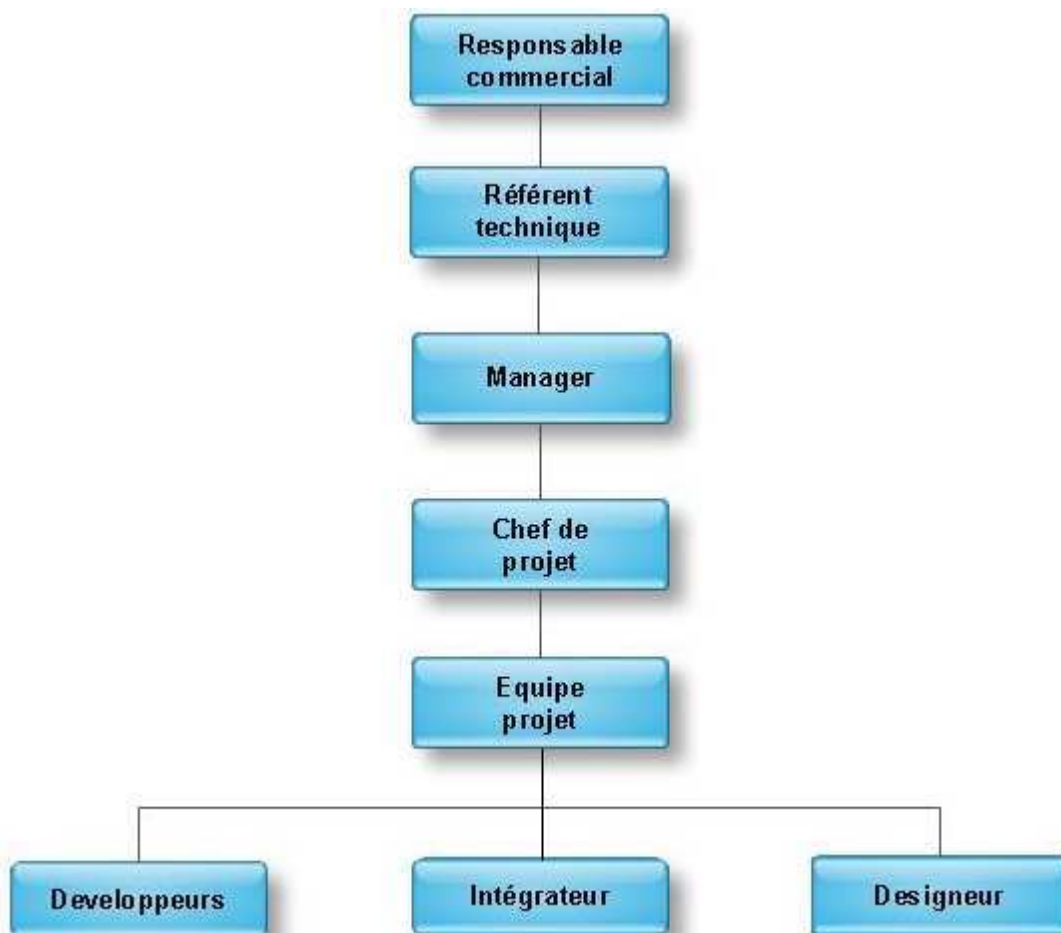 Responsable
commercial
Référent
technique
Manager
Chef de
projet
Equipe
projet
Developpeurs
Intégrateur
Designeur